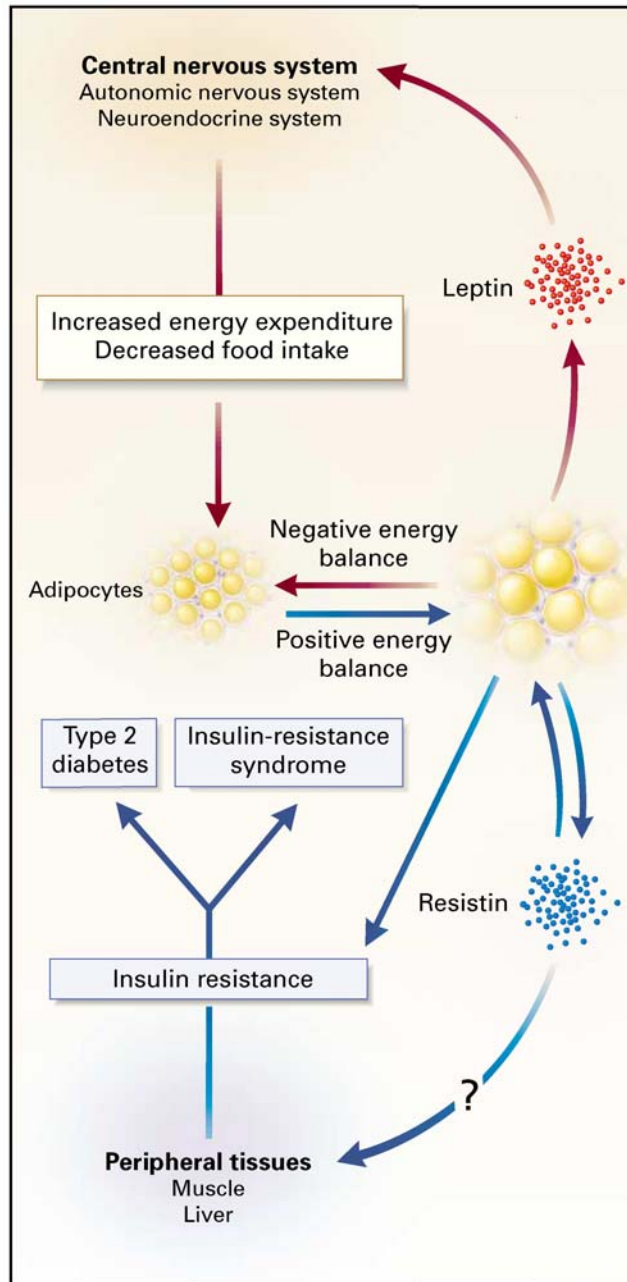 Central nervous system
Autonomic nervous system
Neuroendocrine system
Leptin
Increased energy expenditure
Decreased food intake
Negative energy
balance
Adipocytes
Positive energy
balance
Type 2
diabetes
Insulin-resistance
syndrome
Resistin
Insulin resistance
?
Peripheral tissues
Muscle
Liver